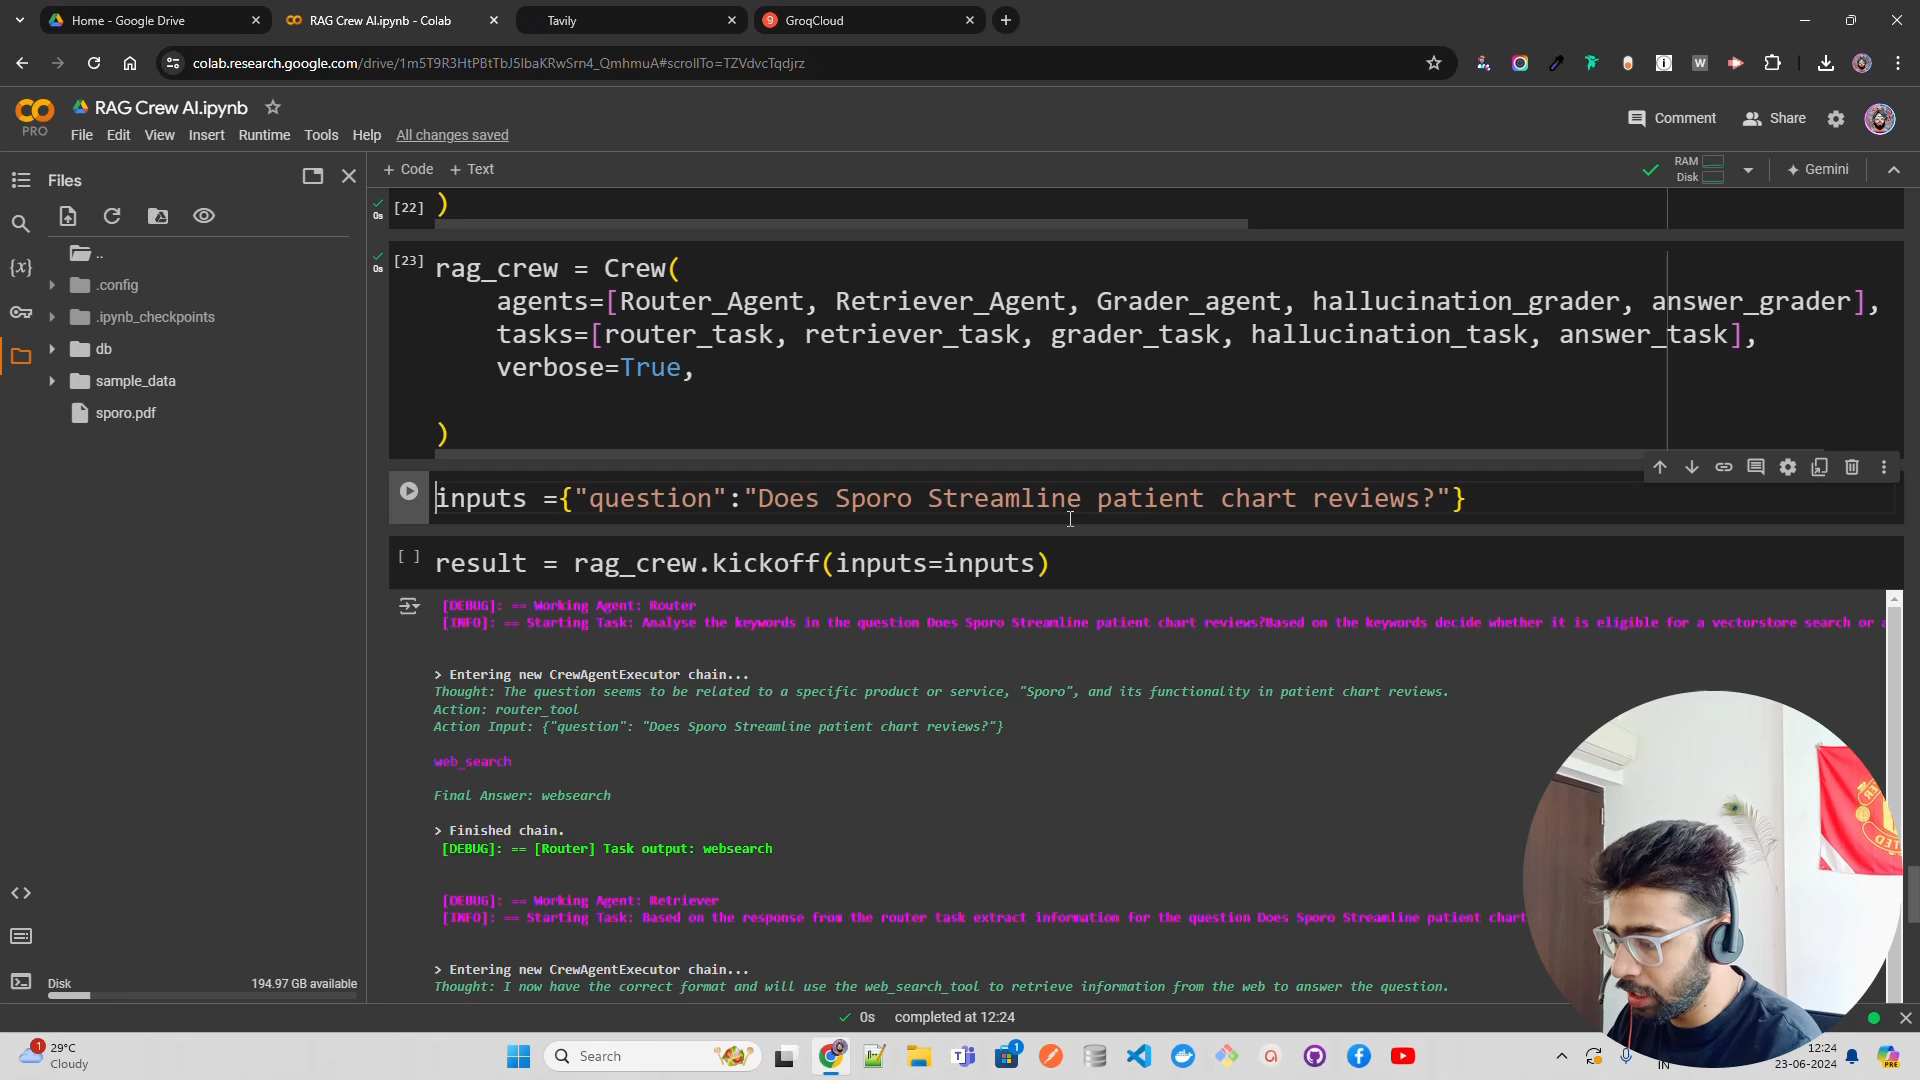 Home - Google Drive
RAG Crew AI.ipynb - Colab
Tavily
9
GroqCloud
colab.research.google.com/drive/1m5T9R3HtPBtTbJ5IbaKRwSrn4_QmhmuA#scrollTo=TZVdvcTqdjrz
W
PRO
RAG Crew AI.ipynb
Comment
Share
File Edit View Insert Runtime Tools Help All changes saved
Files
+ Code + Text
RAM
Disk
Gemini
..
.config
.ipynb_checkpoints
db
sample_data
sporo.pdf
{x}
0s
[22]
)
0s
[23]
rag_crew = Crew(
agents=[Router_Agent, Retriever_Agent, Grader_agent, hallucination_grader, answer_grader],
tasks=[router_task, retriever_task, grader_task, hallucination_task, answer_task],
verbose=True,
)
inputs ={"question":"Does Sporo Streamline patient chart reviews?"}
[ ]
result = rag_crew.kickoff(inputs=inputs)
[DEBUG]: == Working Agent: Router
[INFO]: == Starting Task: Analyse the keywords in the question Does Sporo Streamline patient chart reviews?Based on the keywords decide whether it is eligible for a vectorstore search or a
> Entering new CrewAgentExecutor chain...
Thought: The question seems to be related to a specific product or service, "Sporo", and its functionality in patient chart reviews.
Action: router_tool
Action Input: {"question": "Does Sporo Streamline patient chart reviews?"}
web_search
Final Answer: websearch
> Finished chain.
[DEBUG]: == [Router] Task output: websearch
[DEBUG]: == Working Agent: Retriever
[INFO]: == Starting Task: Based on the response from the router task extract information for the question Does Sporo Streamline patient chart
> Entering new CrewAgentExecutor chain...
Thought: I now have the correct format and will use the web_search_tool to retrieve information from the web to answer the question.
Disk
194.97 GB available
0s completed at 12:24
1
29°C
Cloudy
Search
1
IN
12:24
23-06-2024
PRE